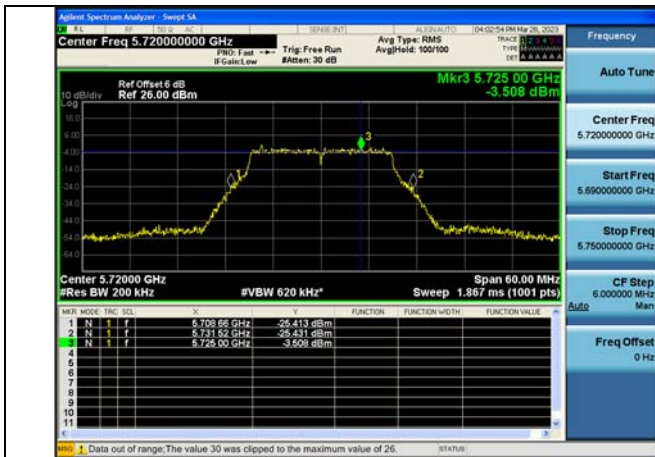 Agilent Spectrum Analyzer - Swept SA
RL RF 50 Ω AC SENSE:INT ALIGNAUTO 04:02:54 PM Mar 28, 2023
Center Freq 5.720000000 GHz
PNO: Fast
IFGain:Low
Trig: Free Run
#Atten: 30 dB
Avg Type: RMS
Avg|Hold: 100/100
TRACE 1 2 3 4 5 6
TYPE
DET A A A A A A
Frequency
Auto Tune
Center Freq
5.720000000 GHz
Start Freq
5.690000000 GHz
Stop Freq
5.750000000 GHz
CF Step
6.000000 MHz
Auto Man
Freq Offset
0 Hz
Ref Offset 6 dB
10 dB/div Ref 26.00 dBm
Log
Mkr3 5.725 00 GHz
-3.508 dBm
16.0
6.00
-4.00
-14.0
-24.0
-34.0
-44.0
-54.0
-64.0
1
2
3
Center 5.72000 GHz Span 60.00 MHz
#Res BW 200 kHz #VBW 620 kHz* Sweep 1.867 ms (1001 pts)
MKR MODE TRC SCL X Y FUNCTION FUNCTION WIDTH FUNCTION VALUE
1 N 1 f 5.708 66 GHz -25.413 dBm
2 N 1 f 5.731 52 GHz -25.431 dBm
3 N 1 f 5.725 00 GHz -3.508 dBm
4
5
6
7
8
9
10
11
MSG Data out of range;The value 30 was clipped to the maximum value of 26. STATUS